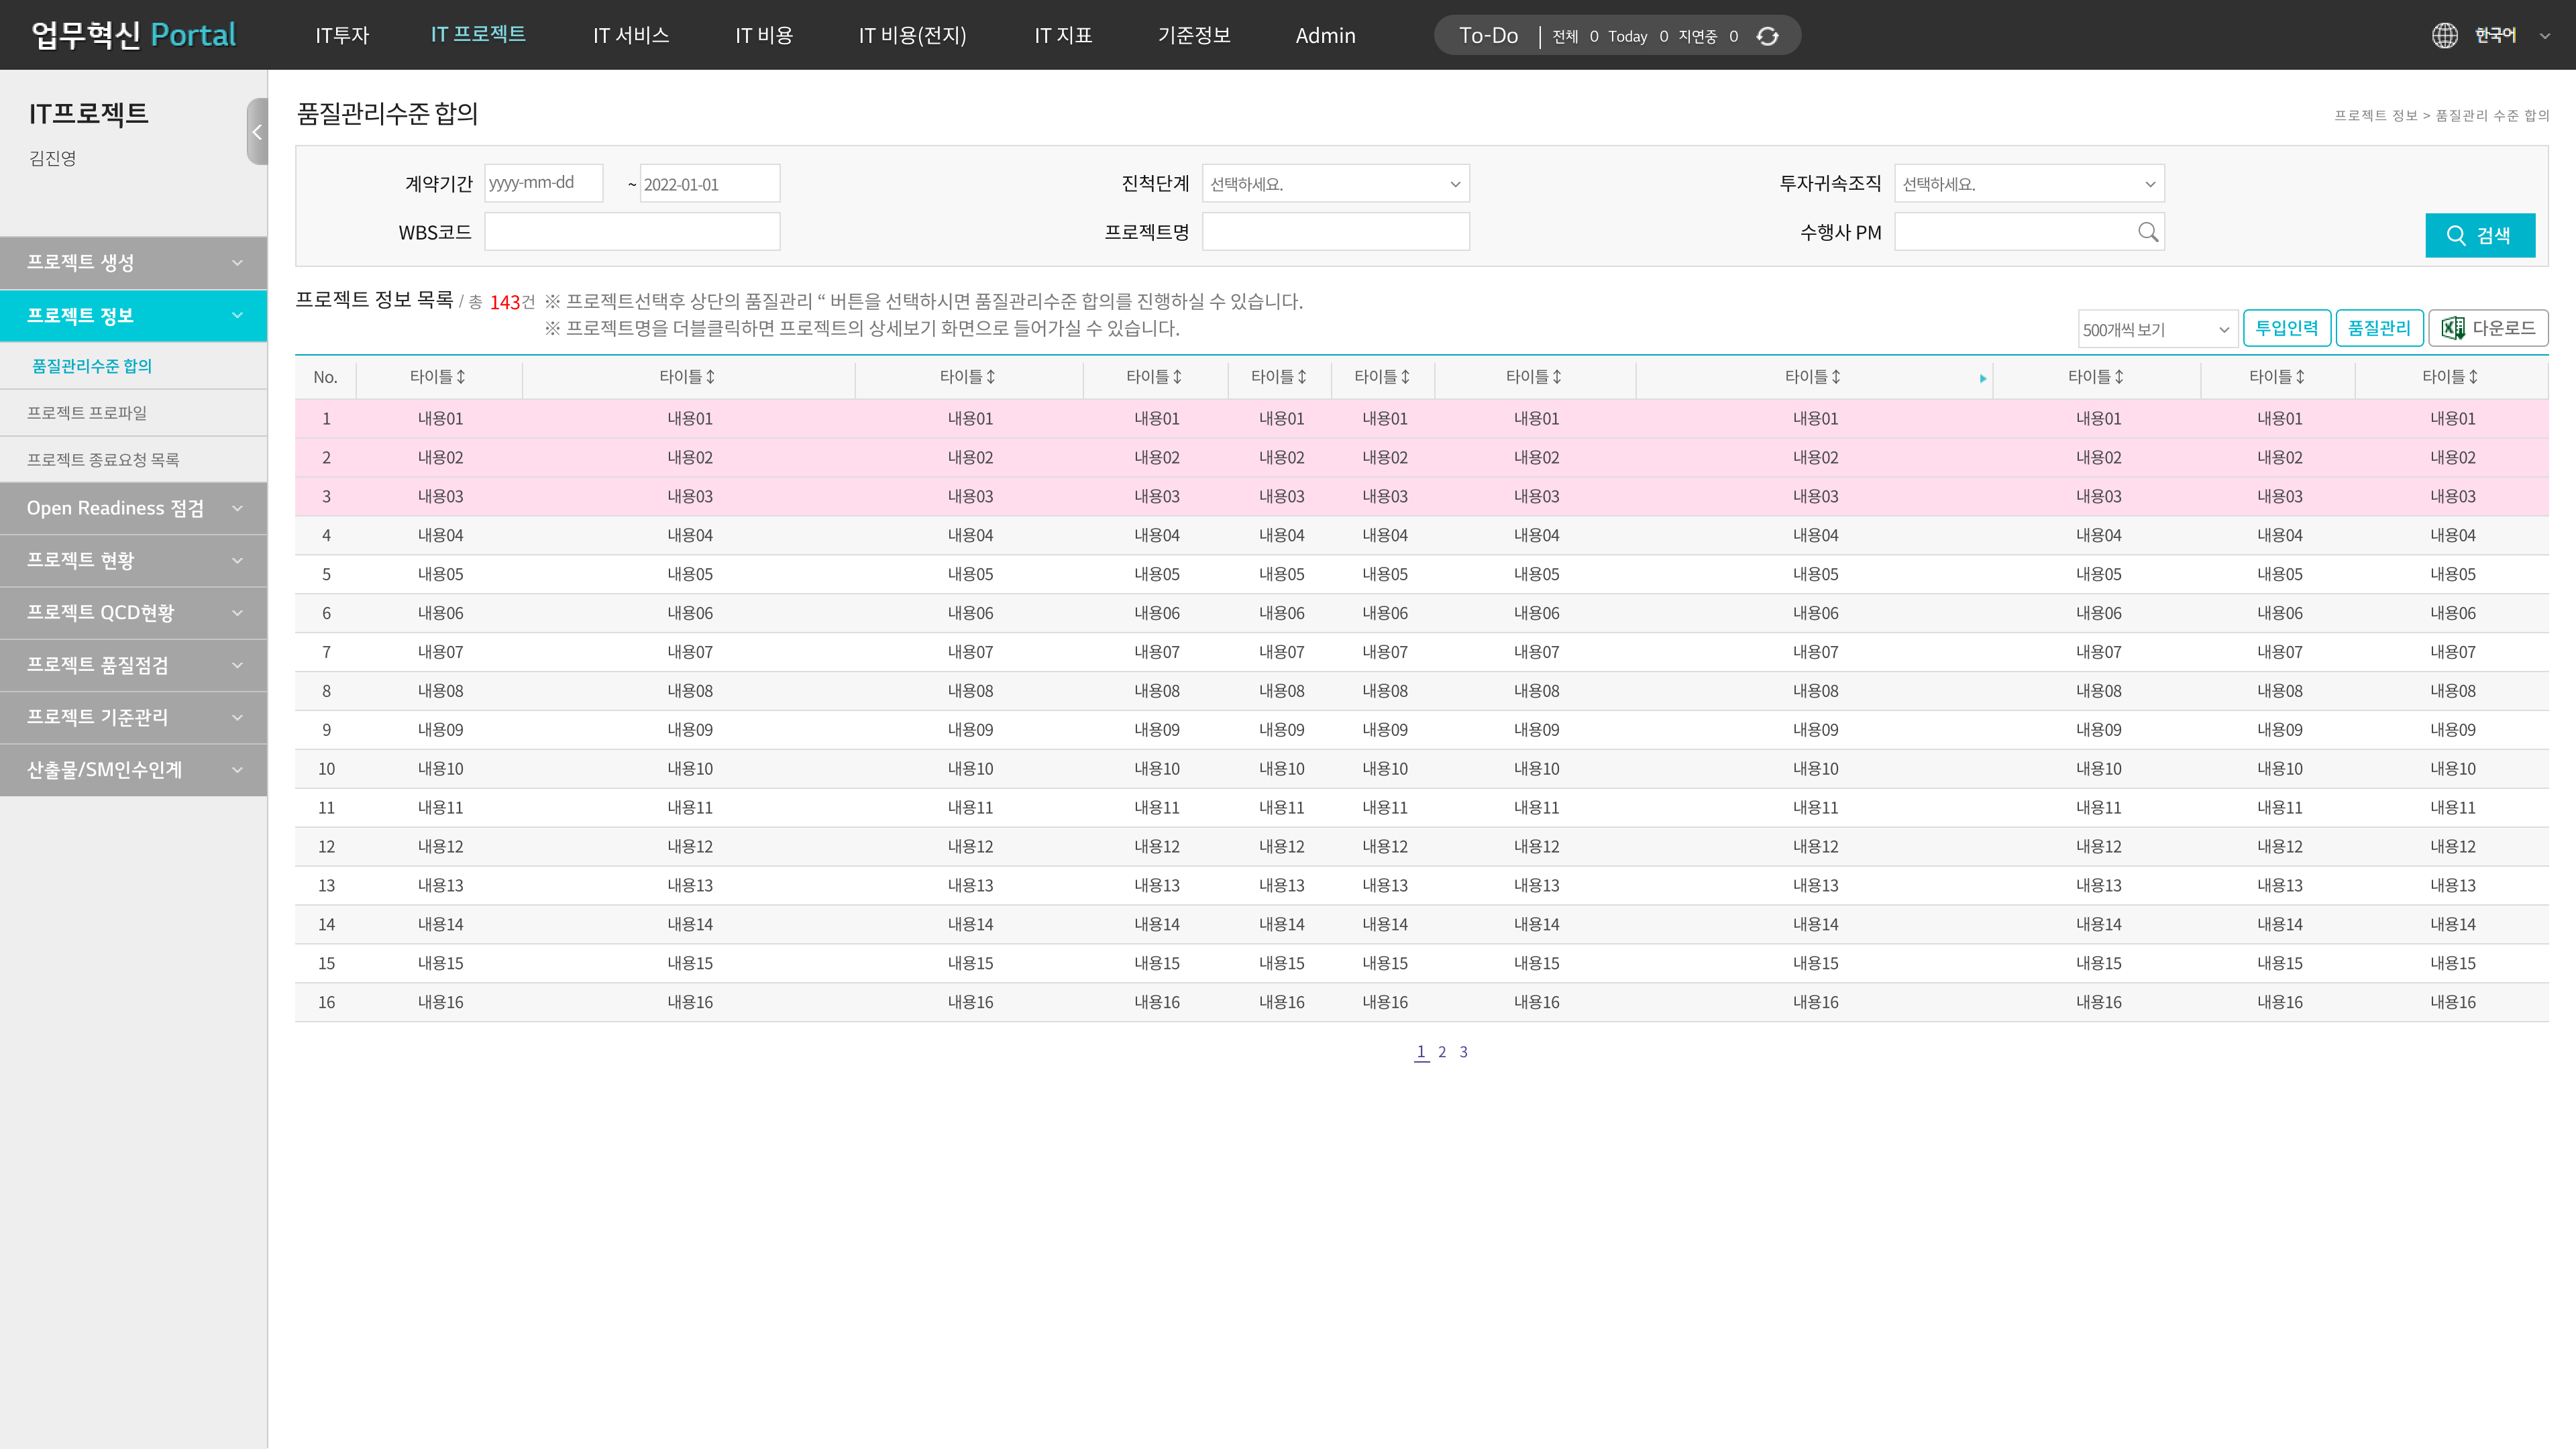 업무혁신 Portal IT투자 IT 프로젝트 IT 서비스 IT 비용 IT 비용(전지) IT 지표 기준정보 Admin To-Do 전체 0 Today 0 지연중 0 한국어
IT프로젝트
김진영
프로젝트 생성
프로젝트 정보
품질관리수준 합의
프로젝트 프로파일
프로젝트 종료요청 목록
Open Readiness 점검
프로젝트 현황
프로젝트 QCD현황
프로젝트 품질점검
프로젝트 기준관리
산출물/SM인수인계
품질관리수준 합의
프로젝트 정보 > 품질관리 수준 합의
계약기간 yyyy-mm-dd ~ 2022-01-01 진척단계 선택하세요. 투자귀속조직 선택하세요.
WBS코드 프로젝트명 수행사 PM 검색
프로젝트 정보 목록 / 총 143건 ※ 프로젝트선택후 상단의 품질관리 “ 버튼을 선택하시면 품질관리수준 합의를 진행하실 수 있습니다.
※ 프로젝트명을 더블클릭하면 프로젝트의 상세보기 화면으로 들어가실 수 있습니다.
500개씩 보기 투입인력 품질관리 다운로드
No. 타이틀 타이틀 타이틀 타이틀 타이틀 타이틀 타이틀 타이틀 타이틀 타이틀 타이틀
1 내용01 내용01 내용01 내용01 내용01 내용01 내용01 내용01 내용01 내용01 내용01
2 내용02 내용02 내용02 내용02 내용02 내용02 내용02 내용02 내용02 내용02 내용02
3 내용03 내용03 내용03 내용03 내용03 내용03 내용03 내용03 내용03 내용03 내용03
4 내용04 내용04 내용04 내용04 내용04 내용04 내용04 내용04 내용04 내용04 내용04
5 내용05 내용05 내용05 내용05 내용05 내용05 내용05 내용05 내용05 내용05 내용05
6 내용06 내용06 내용06 내용06 내용06 내용06 내용06 내용06 내용06 내용06 내용06
7 내용07 내용07 내용07 내용07 내용07 내용07 내용07 내용07 내용07 내용07 내용07
8 내용08 내용08 내용08 내용08 내용08 내용08 내용08 내용08 내용08 내용08 내용08
9 내용09 내용09 내용09 내용09 내용09 내용09 내용09 내용09 내용09 내용09 내용09
10 내용10 내용10 내용10 내용10 내용10 내용10 내용10 내용10 내용10 내용10 내용10
11 내용11 내용11 내용11 내용11 내용11 내용11 내용11 내용11 내용11 내용11 내용11
12 내용12 내용12 내용12 내용12 내용12 내용12 내용12 내용12 내용12 내용12 내용12
13 내용13 내용13 내용13 내용13 내용13 내용13 내용13 내용13 내용13 내용13 내용13
14 내용14 내용14 내용14 내용14 내용14 내용14 내용14 내용14 내용14 내용14 내용14
15 내용15 내용15 내용15 내용15 내용15 내용15 내용15 내용15 내용15 내용15 내용15
16 내용16 내용16 내용16 내용16 내용16 내용16 내용16 내용16 내용16 내용16 내용16
1 2 3